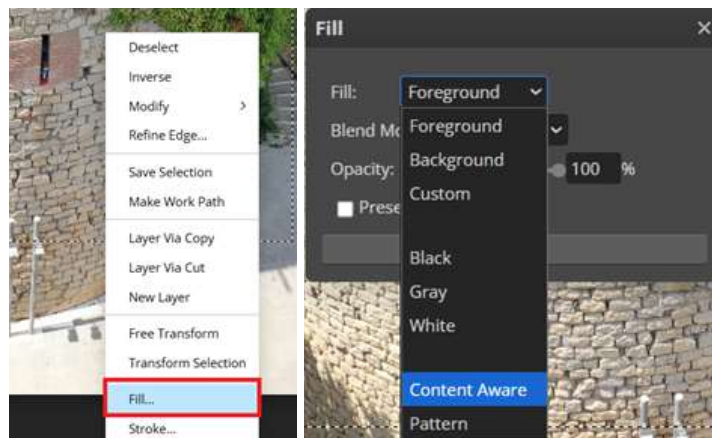 Deselect
Inverse
Modify
Refine Edge...
Save Selection
Make Work Path
Layer Via Copy
Layer Via Cut
New Layer
Free Transform
Transform Selection
Fill...
Stroke...
Fill
Fill: Foreground
Foreground
Blend Mo
Background
Opacity: 100 %
Custom
Prese
Black
Gray
White
Content Aware
Pattern